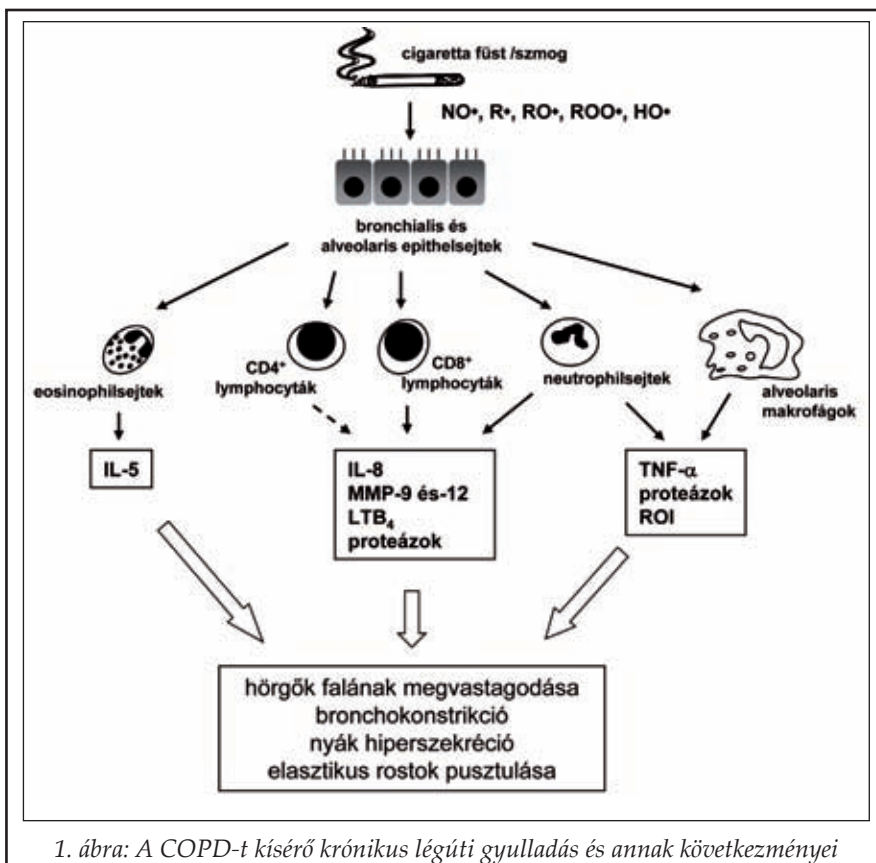 cigaretta füst /szmog
NO•, R•, RO•, ROO•, HO•
bronchialis és
alveolaris epithelsejtek
eosinophilsejtek
CD4⁺
lymphocyták
CD8⁺
lymphocyták
neutrophilsejtek
alveolaris
makrofágok
IL-5
IL-8
MMP-9 és-12
LTB₄
proteázok
TNF-α
proteázok
ROI
hörgők falának megvastagodása
bronchokonstrikció
nyák hiperszekréció
elasztikus rostok pusztulása
1. ábra: A COPD-t kísérő krónikus légúti gyulladás és annak következményei